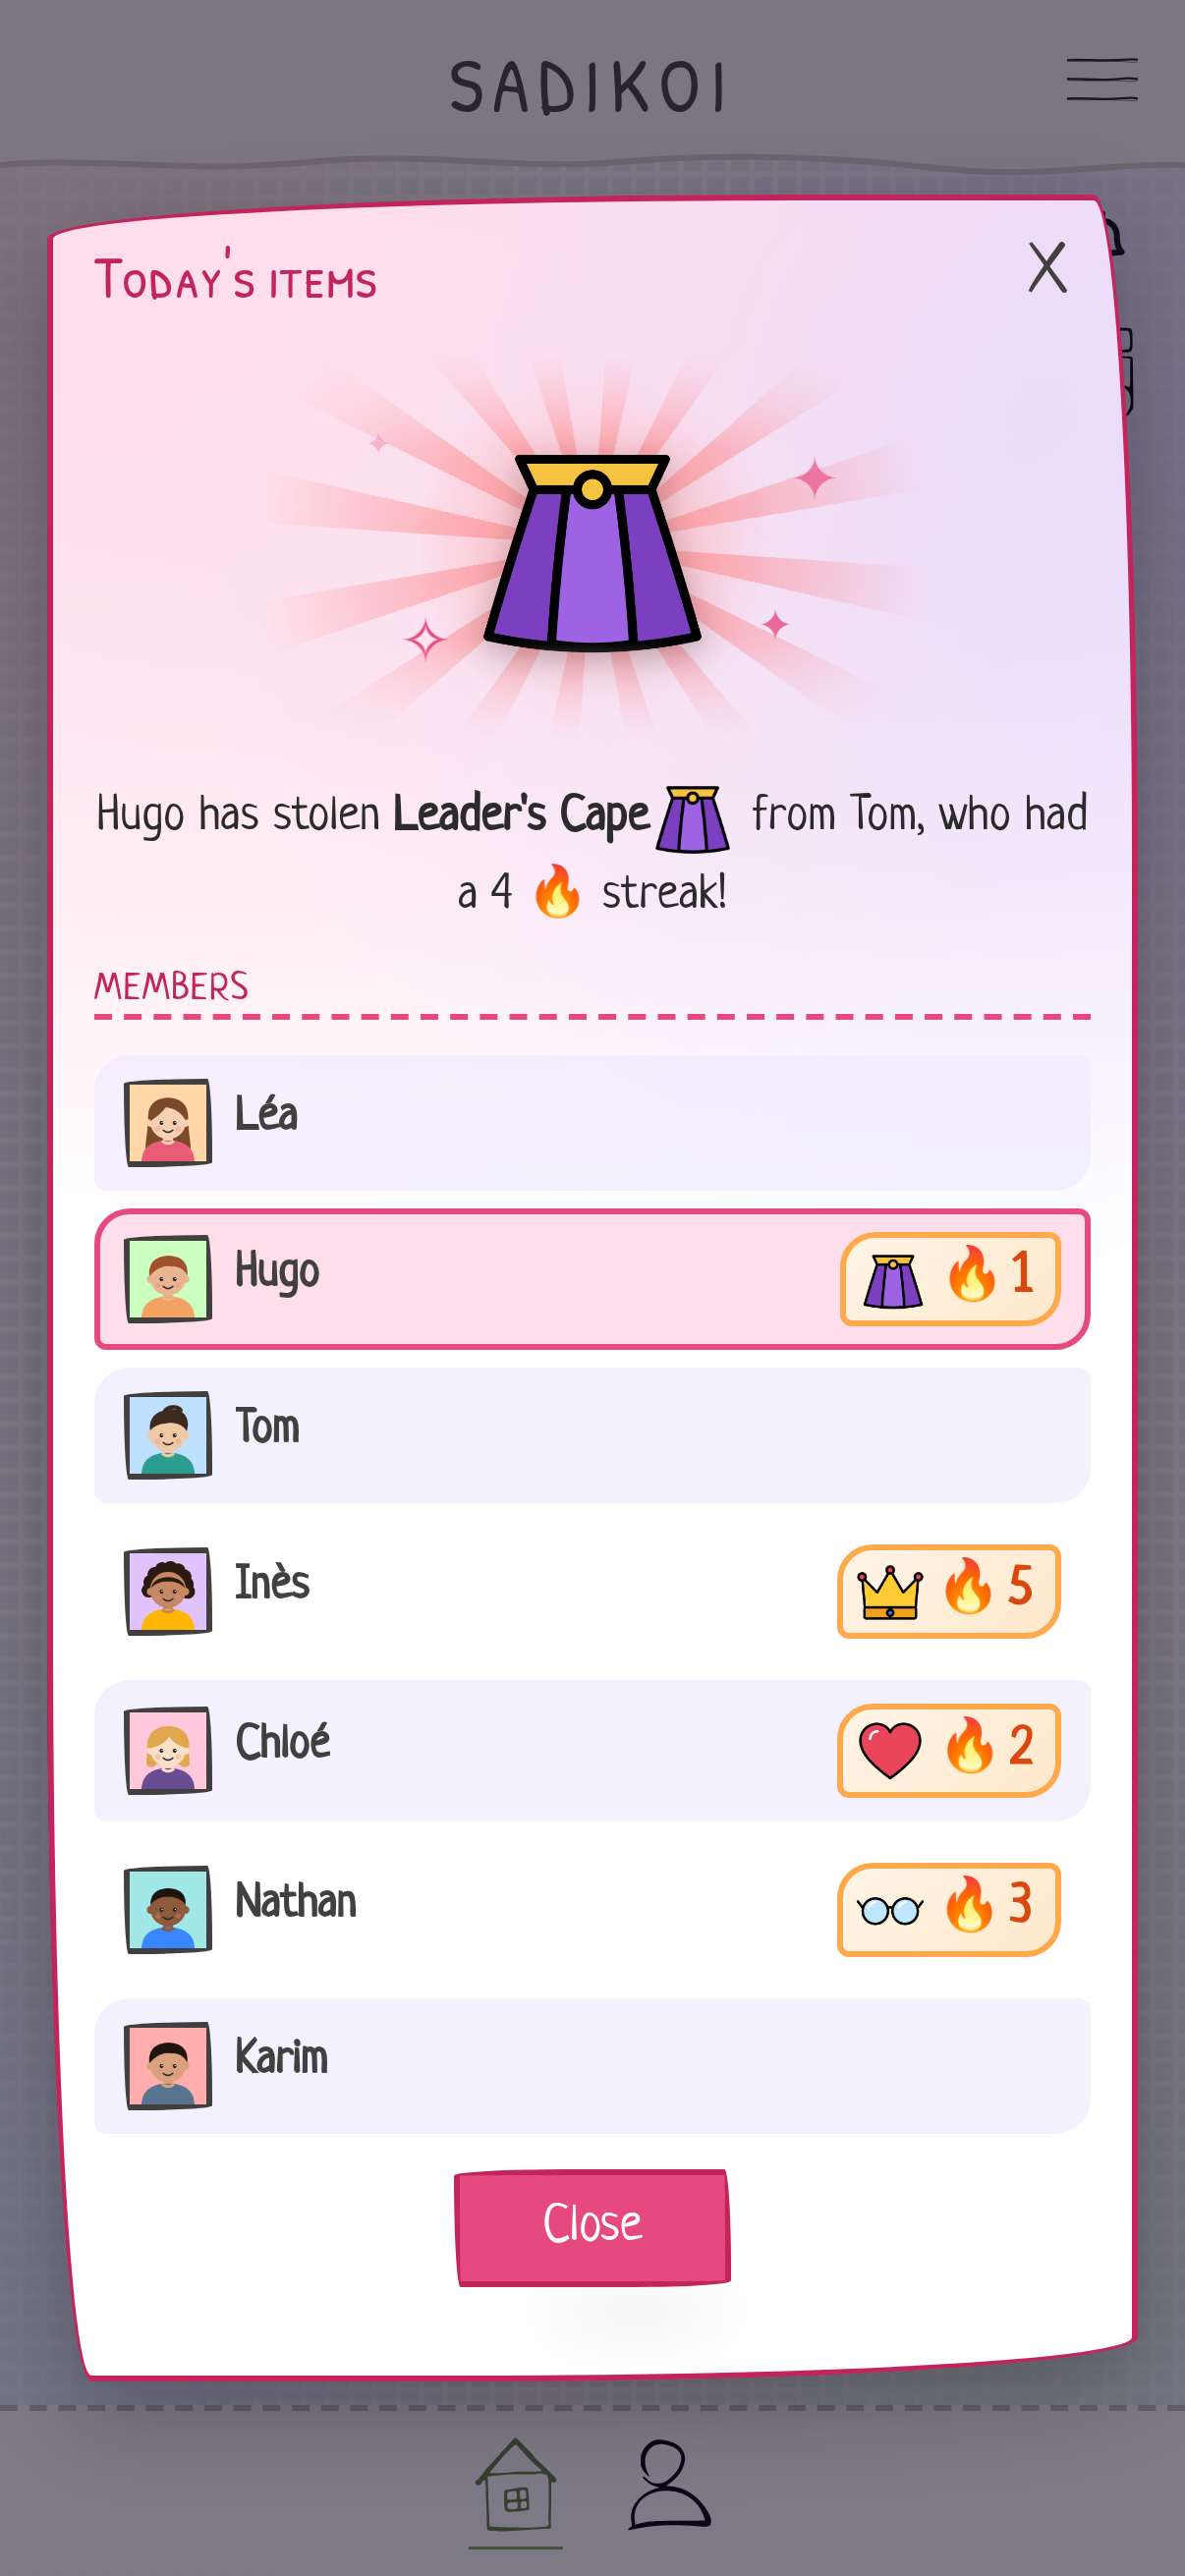 SADIKOI
Today's items
X
Hugo has stolen Leader's Cape from Tom, who had
a 4 🔥 streak!
MEMBERS
Léa
Hugo 🔥 1
Tom
Inès 🔥 5
Chloé 🔥 2
Nathan 🔥 3
Karim
Close